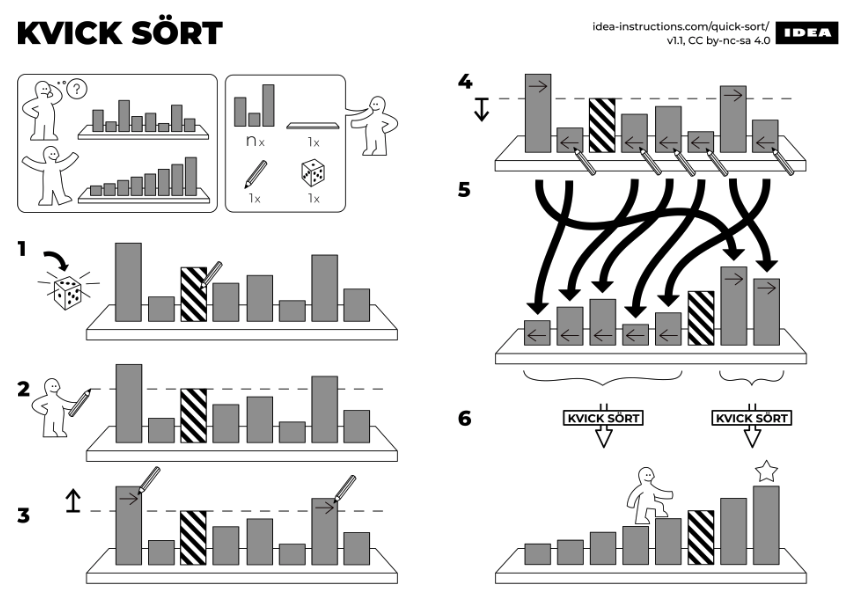 KVICK SÖRT
idea-instructions.com/quick-sort/
v1.1, CC by-nc-sa 4.0
IDEA
?
n x
1x
1x
1x
1
2
3
4
5
6
KVICK SÖRT
KVICK SÖRT